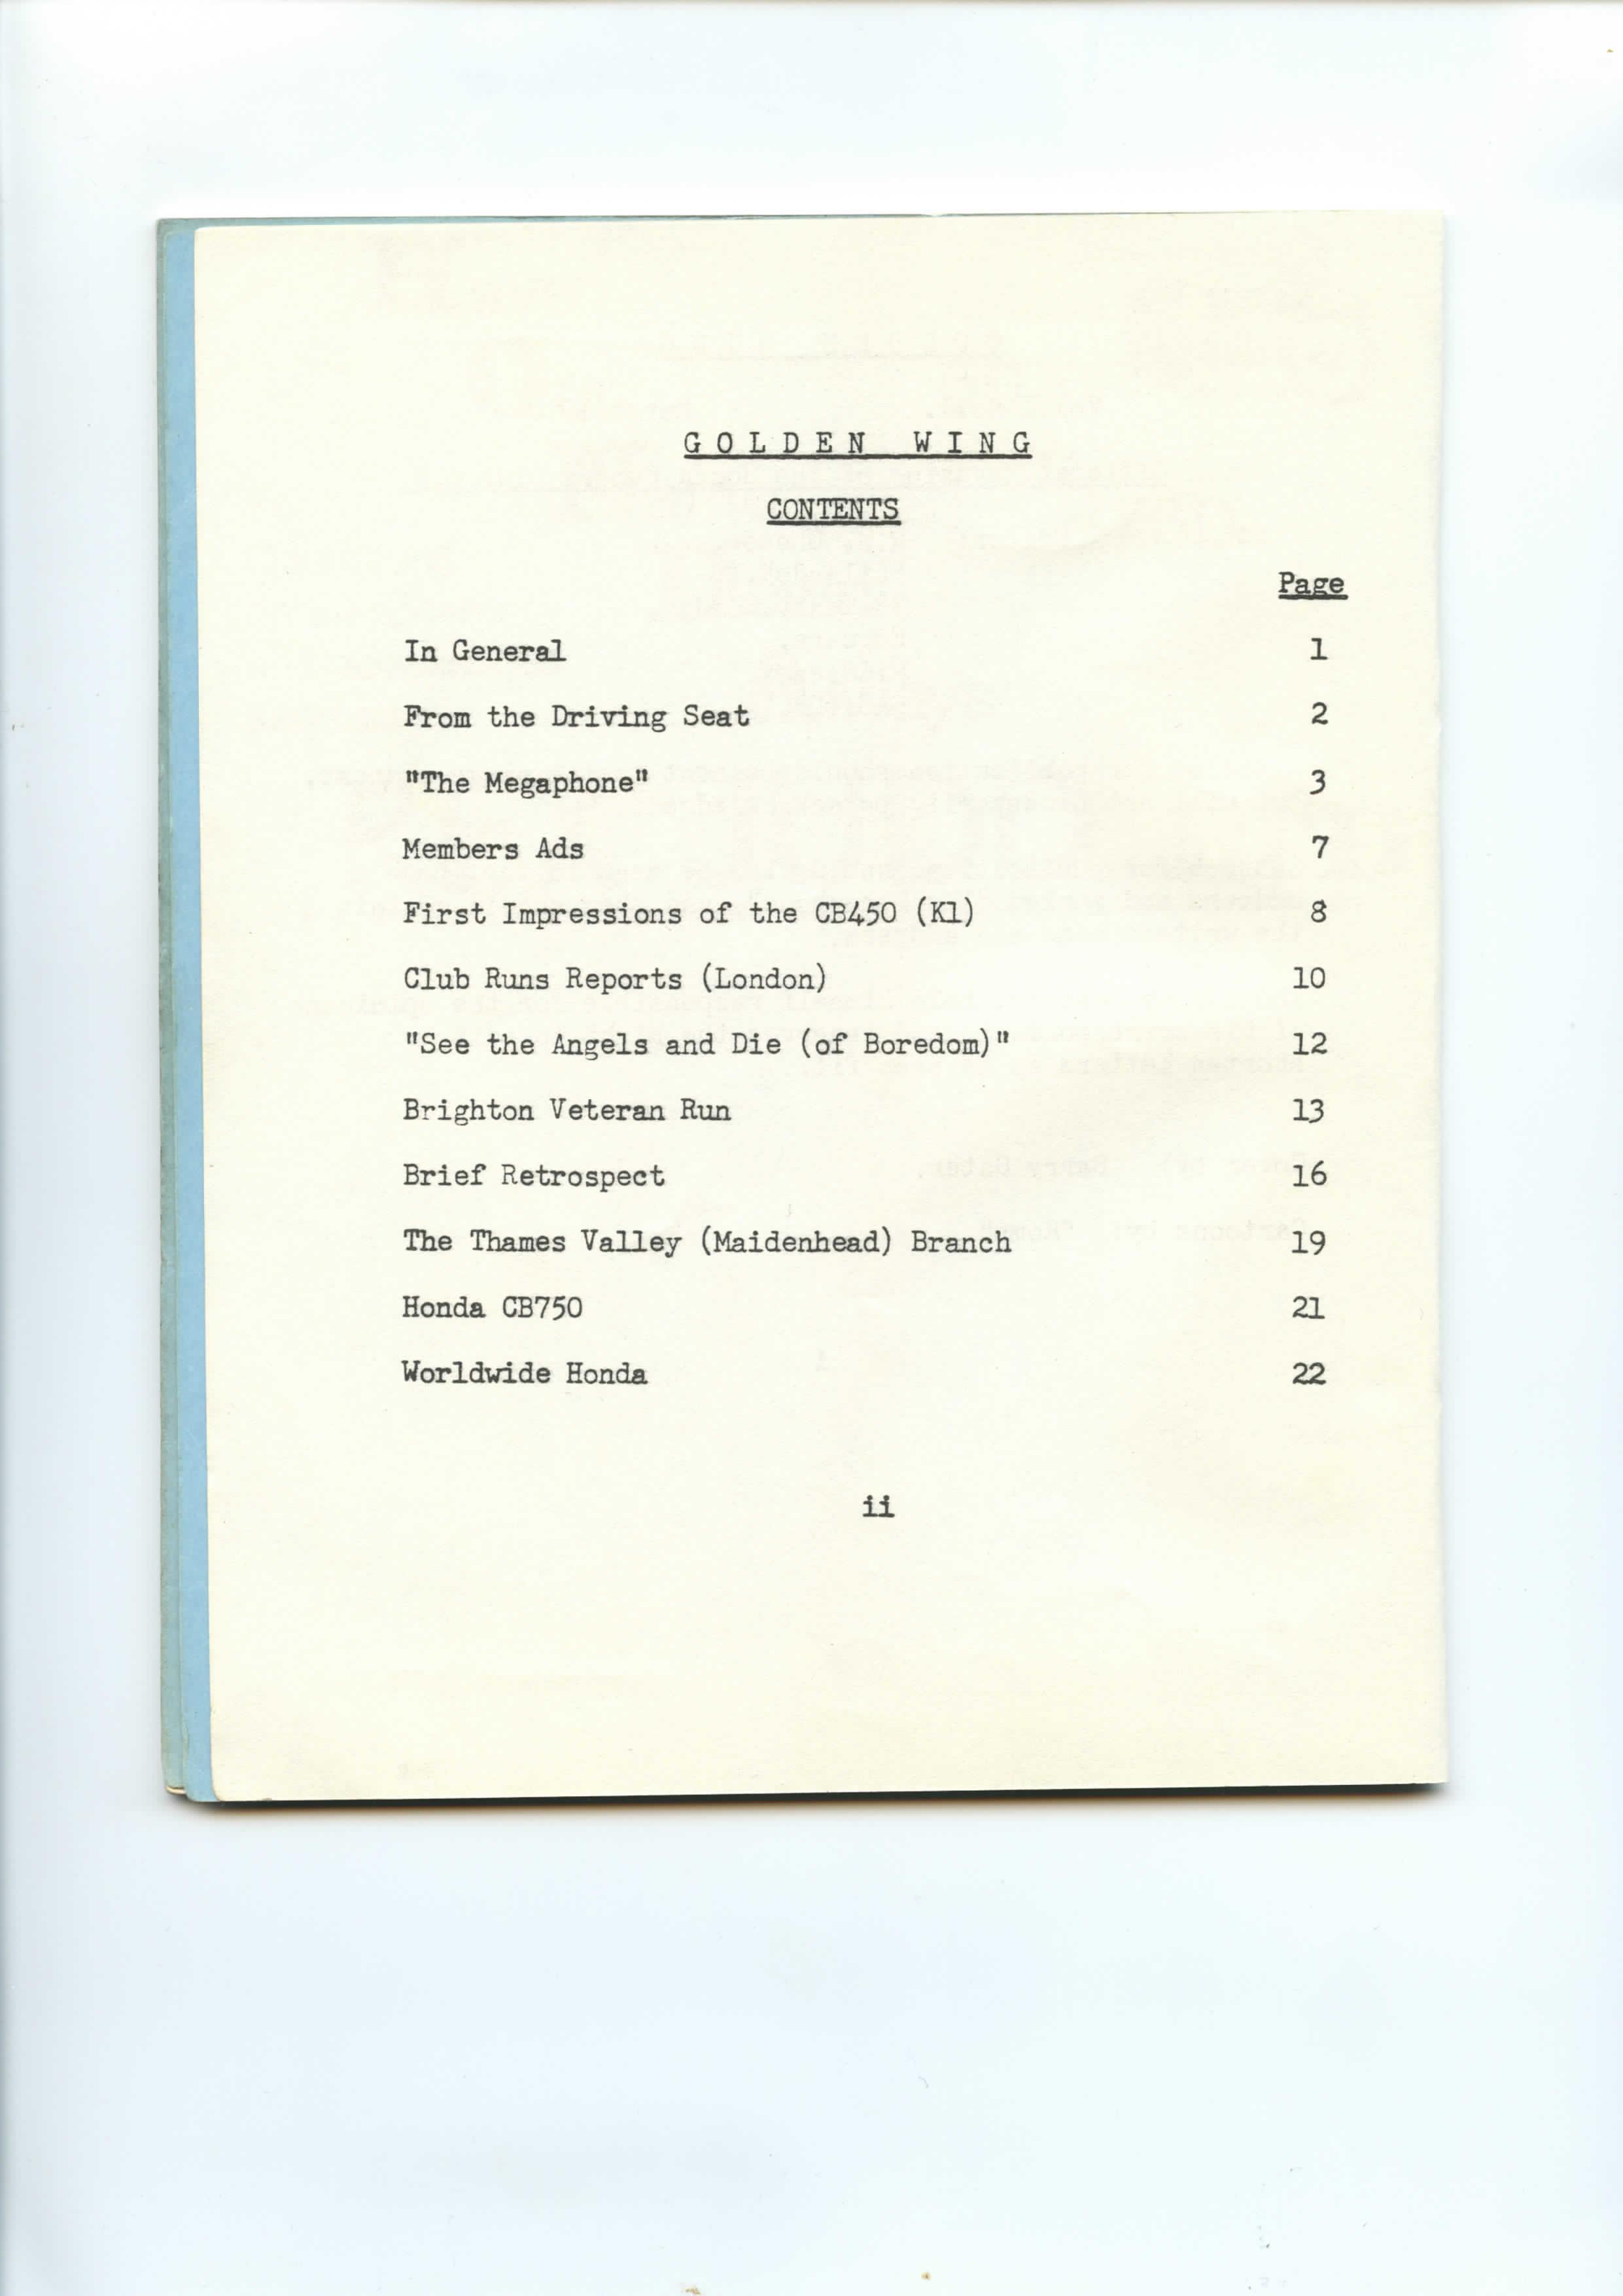 GOLDEN WING
CONTENTS
Page
In General 1
From the Driving Seat 2
"The Megaphone" 3
Members Ads 7
First Impressions of the CB450 (K1) 8
Club Runs Reports (London) 10
"See the Angels and Die (of Boredom)" 12
Brighton Veteran Run 13
Brief Retrospect 16
The Thames Valley (Maidenhead) Branch 19
Honda CB750 21
Worldwide Honda 22
ii